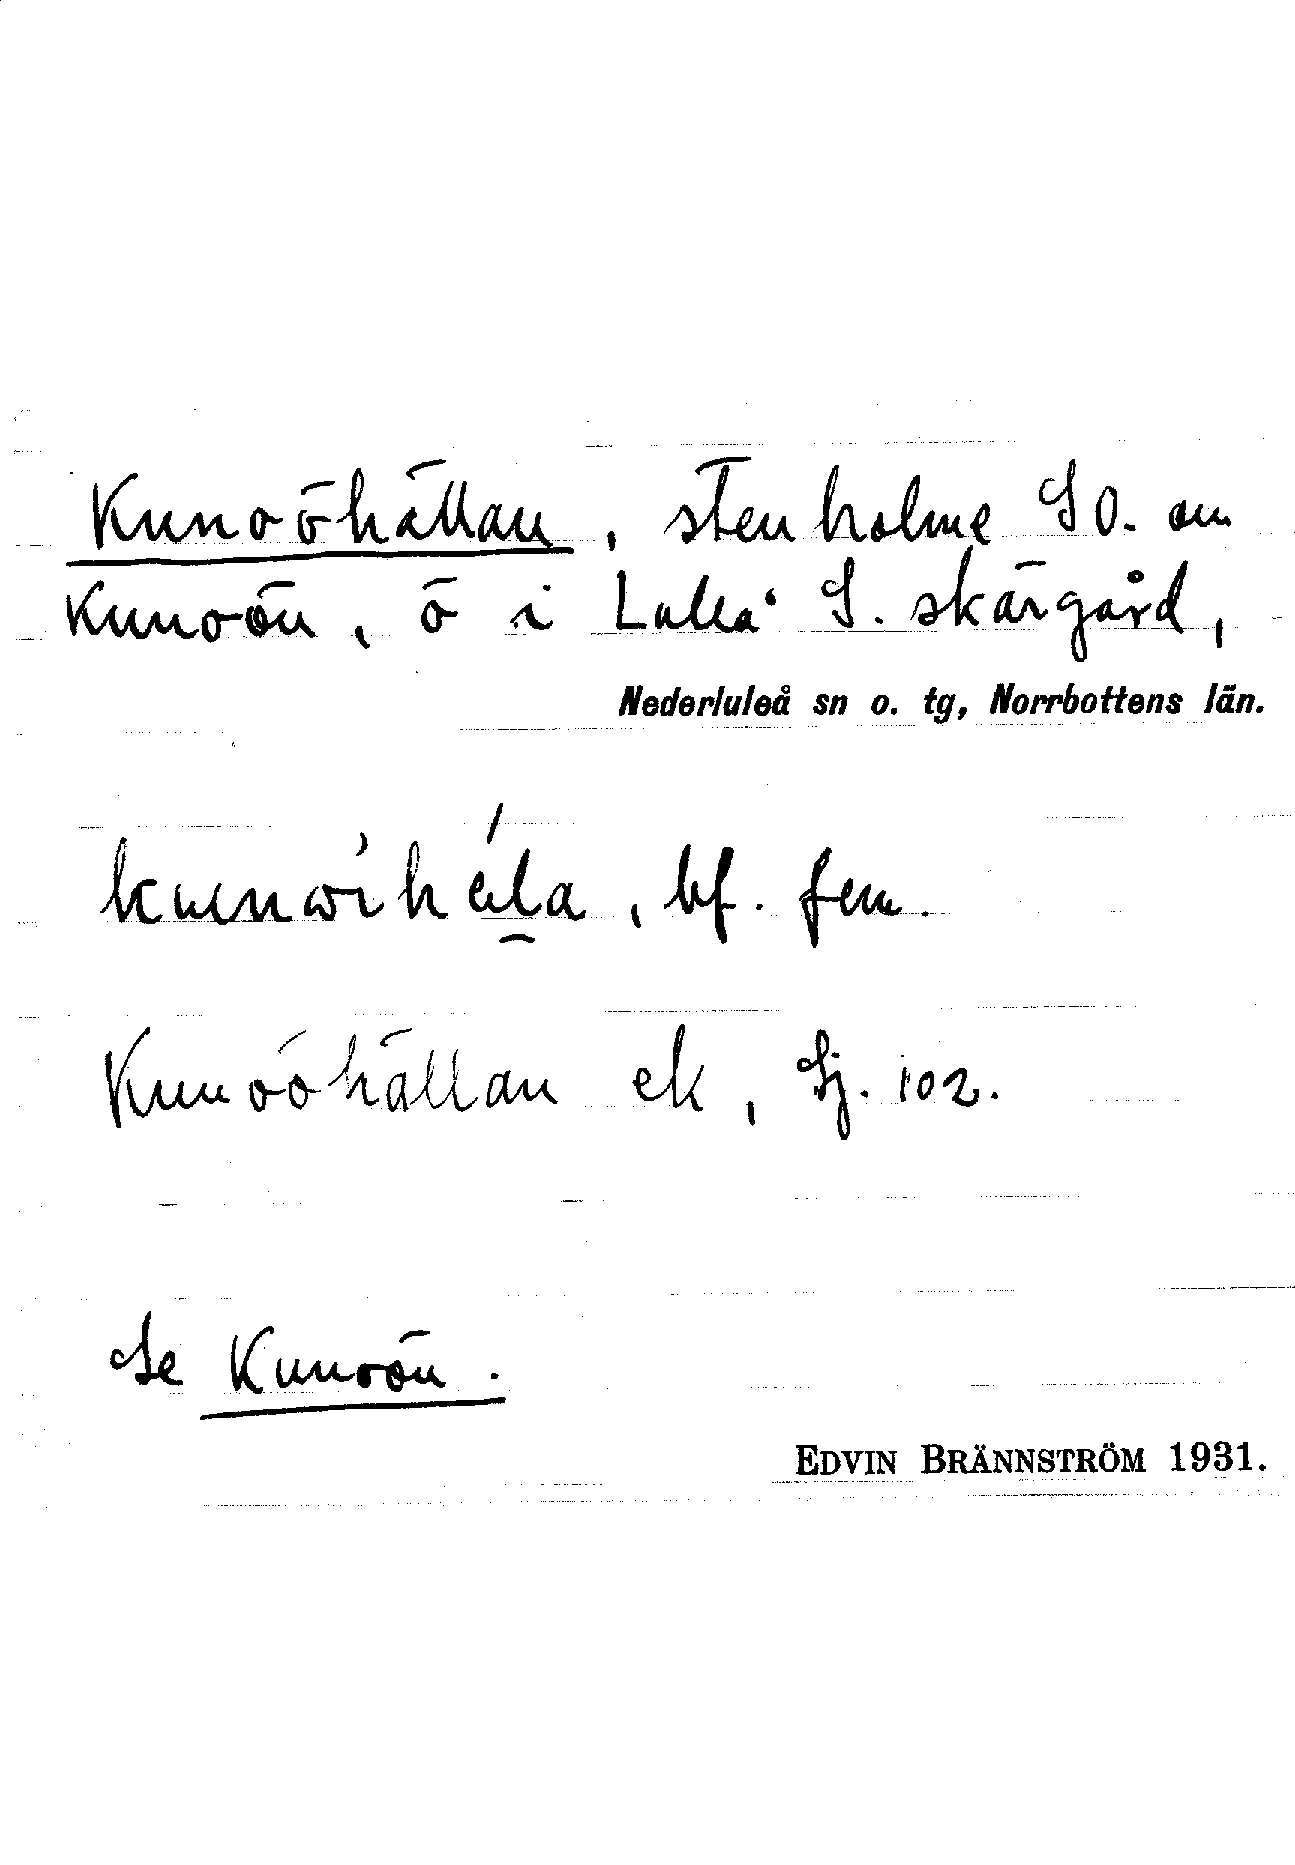 Kunoöhällan, stenholme SO. om
Kunoön, ö i Luleå S. skärgård,
Nederluleå sn o. tg, Norrbottens län.
bf. fem.
Kunoöhällan ek, Sj. 102.
Se Kunoön.
EDVIN BRÄNNSTRÖM 1931.